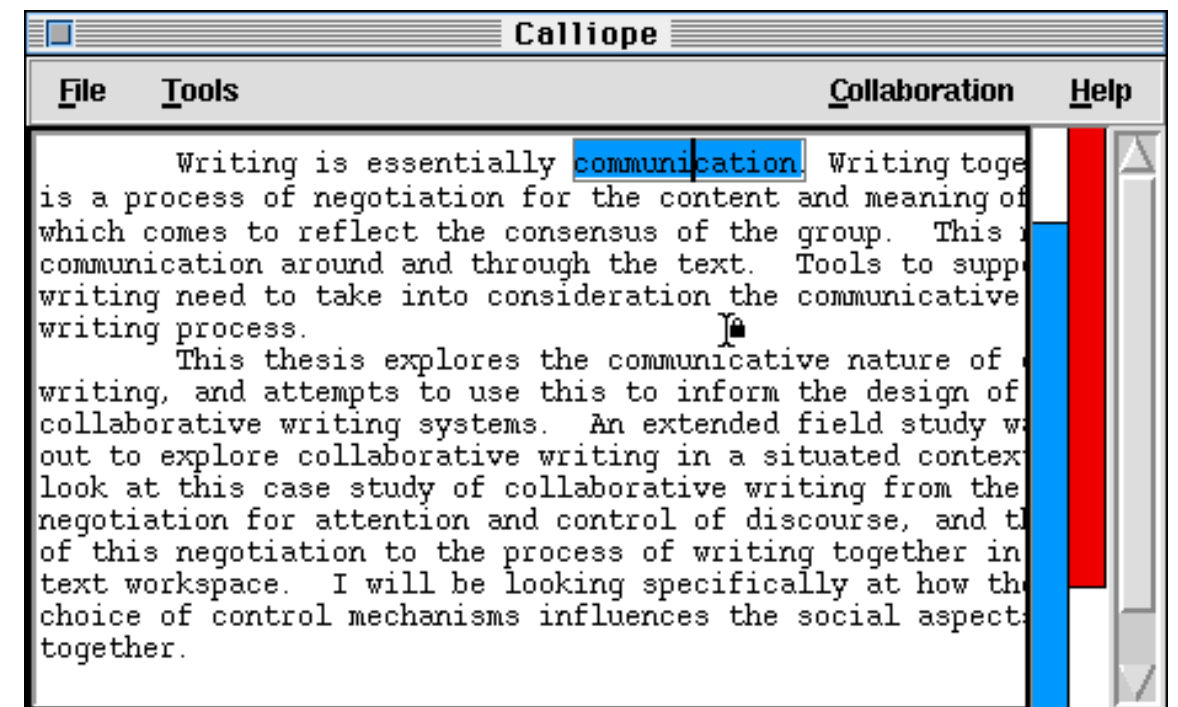 Calliope
File Tools Collaboration Help
Writing is essentially communication. Writing toge
is a process of negotiation for the content and meaning of
which comes to reflect the consensus of the group. This
communication around and through the text. Tools to supp
writing need to take into consideration the communicative
writing process.
This thesis explores the communicative nature of
writing, and attempts to use this to inform the design of
collaborative writing systems. An extended field study w
out to explore collaborative writing in a situated contex
look at this case study of collaborative writing from the
negotiation for attention and control of discourse, and t
of this negotiation to the process of writing together in
text workspace. I will be looking specifically at how the
choice of control mechanisms influences the social aspects
together.